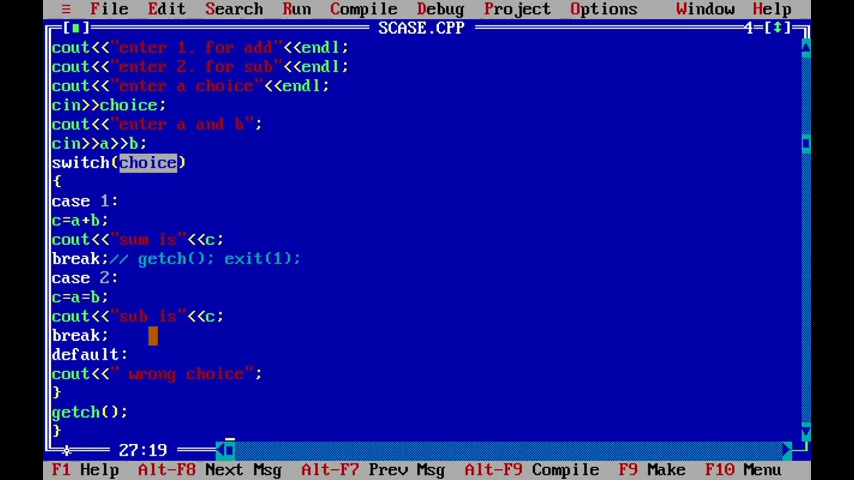 ≡ File Edit Search Run Compile Debug Project Options Window Help
[■] SCASE.CPP 4=[↕]
cout<<"enter 1. for add"<<endl;
cout<<"enter 2. for sub"<<endl;
cout<<"enter a choice"<<endl;
cin>>choice;
cout<<"enter a and b";
cin>>a>>b;
switch(choice)
{
case 1:
c=a+b;
cout<<"sum is"<<c;
break;// getch(); exit(1);
case 2:
c=a=b;
cout<<"sub is"<<c;
break;
default:
cout<<" wrong choice";
}
getch();
}
27:19
F1 Help Alt-F8 Next Msg Alt-F7 Prev Msg Alt-F9 Compile F9 Make F10 Menu